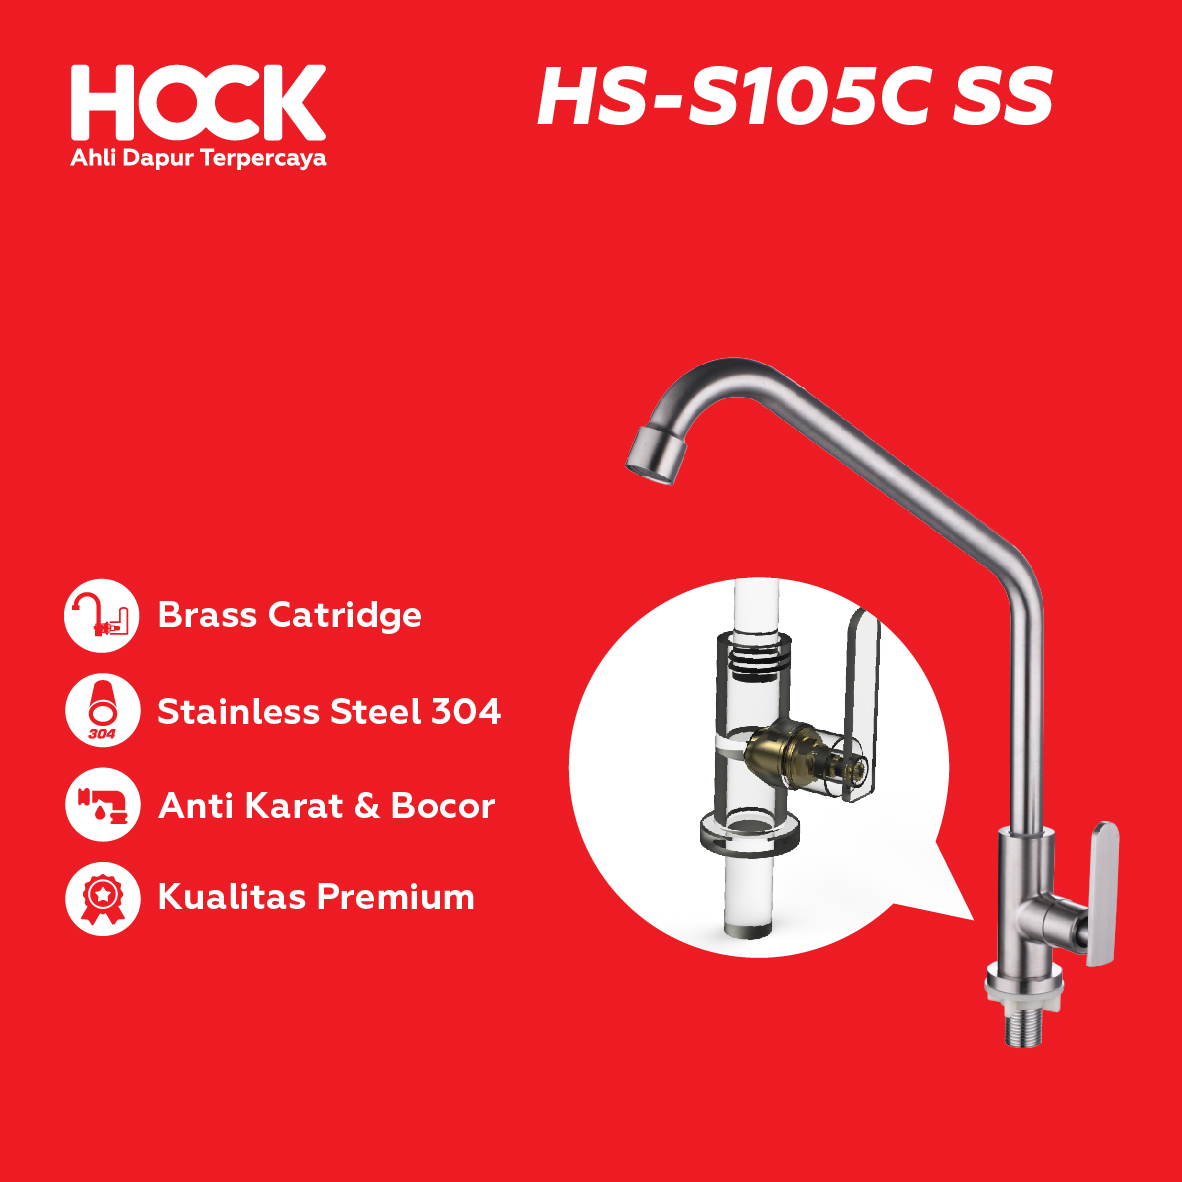 HOCK
Ahli Dapur Terpercaya
HS-S105C SS
Brass Catridge
304
Stainless Steel 304
Anti Karat & Bocor
Kualitas Premium